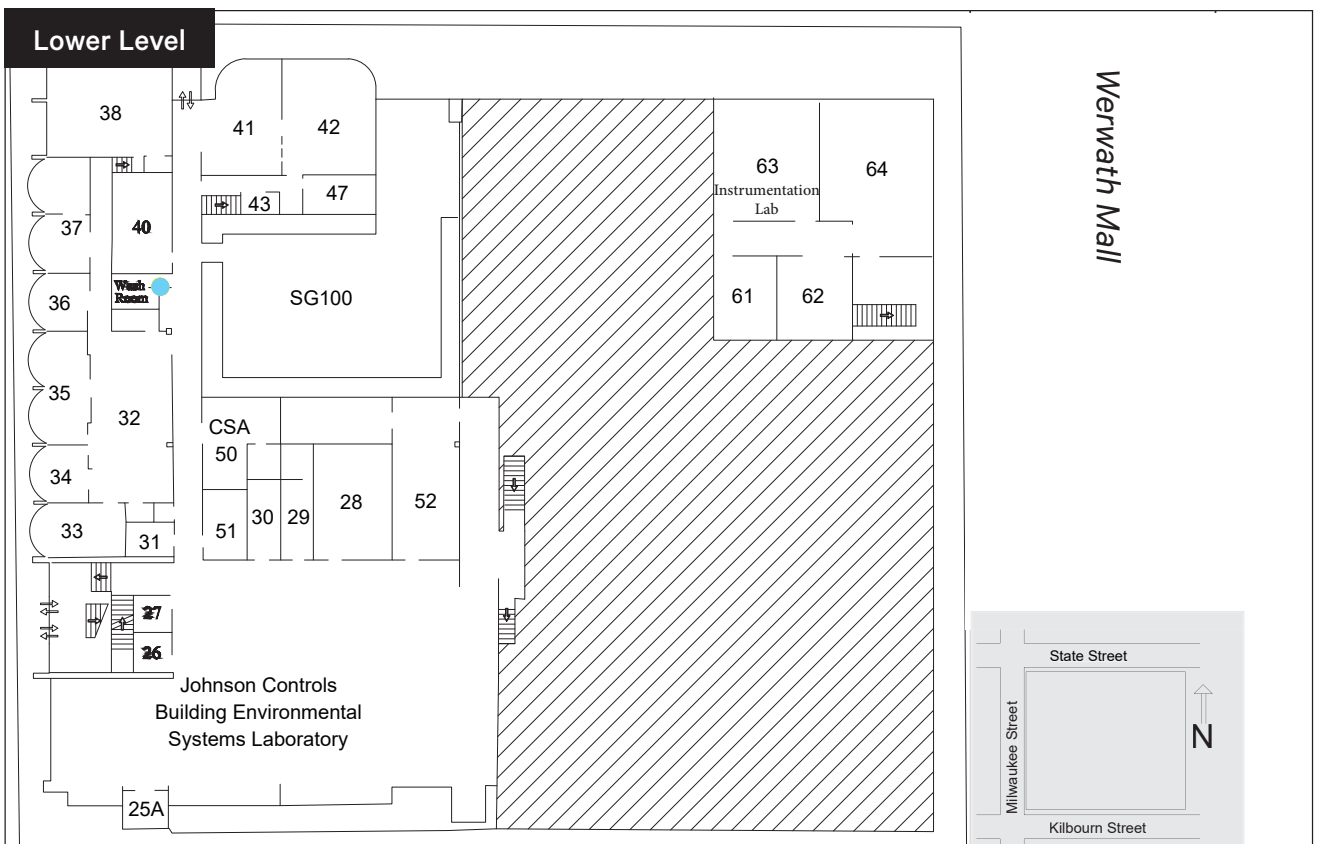 Lower Level
38
41
42
63
Instrumentation
Lab
64
Werwath Mall
43
47
37
40
Wash
Room
36
SG100
61
62
35
32
CSA
50
34
33
31
51
30
29
28
52
27
26
Johnson Controls
Building Environmental
Systems Laboratory
25A
State Street
Milwaukee Street
N
Kilbourn Street